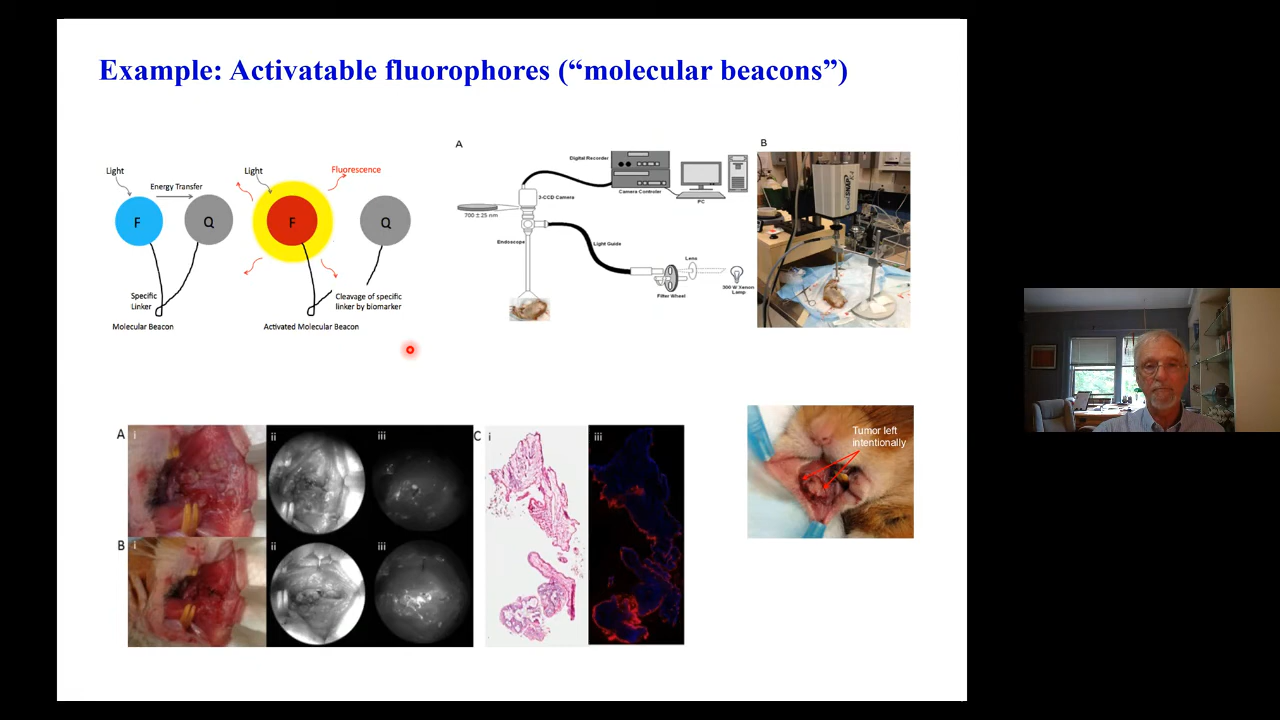 Example: Activatable fluorophores (“molecular beacons”)
Light
Energy Transfer
F
Q
Specific
Linker
Molecular Beacon
Light
Fluorescence
F
Q
Cleavage of specific
linker by biomarker
Activated Molecular Beacon
A
Digital Recorder
Camera Controler
PC
3-CCD Camera
700 ± 25 nm
Endoscope
Light Guide
Lens
Filter Wheel
300 W Xenon
Lamp
B
A
i
ii
iii
C
i
iii
B
i
ii
iii
Tumor left
intentionally